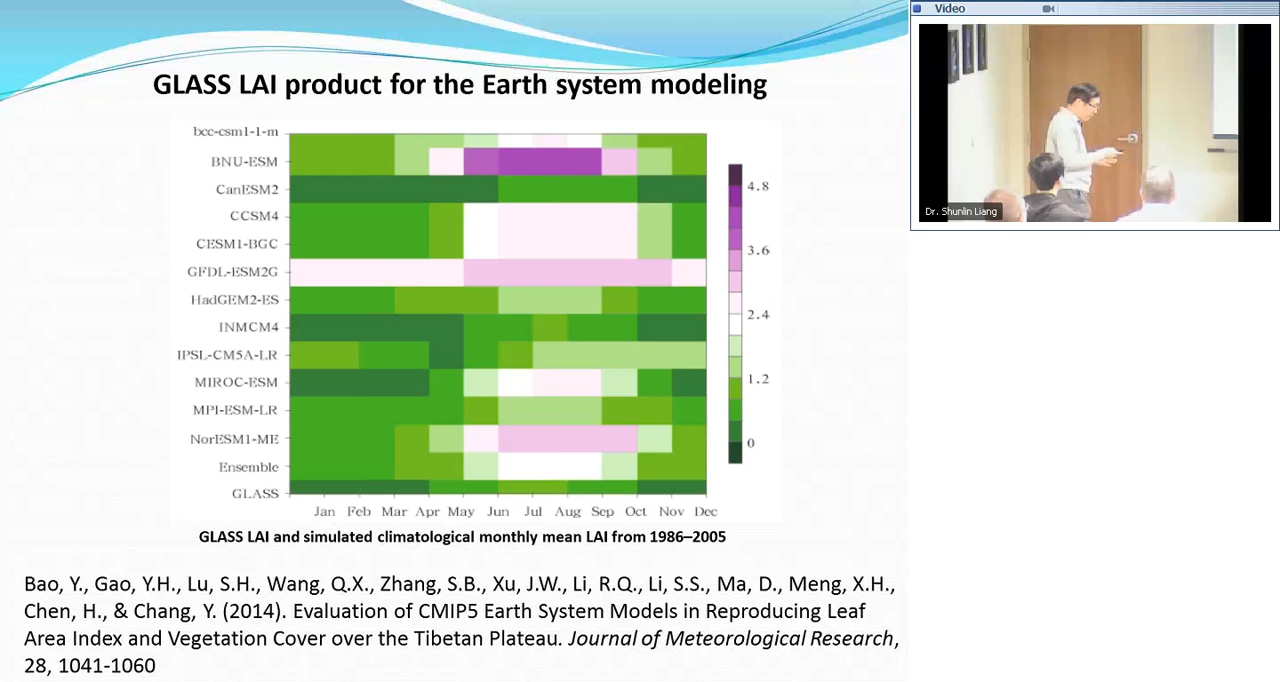 Video
GLASS LAI product for the Earth system modeling
bcc-csm1-1-m
BNU-ESM
CanESM2
CCSM4
CESM1-BGC
GFDL-ESM2G
HadGEM2-ES
INMCM4
IPSL-CM5A-LR
MIROC-ESM
MPI-ESM-LR
NorESM1-ME
Ensemble
GLASS
Jan Feb Mar Apr May Jun Jul Aug Sep Oct Nov Dec
4.8
3.6
2.4
1.2
0
Dr. Shunlin Liang
GLASS LAI and simulated climatological monthly mean LAI from 1986–2005
Bao, Y., Gao, Y.H., Lu, S.H., Wang, Q.X., Zhang, S.B., Xu, J.W., Li, R.Q., Li, S.S., Ma, D., Meng, X.H.,
Chen, H., & Chang, Y. (2014). Evaluation of CMIP5 Earth System Models in Reproducing Leaf
Area Index and Vegetation Cover over the Tibetan Plateau. Journal of Meteorological Research,
28, 1041-1060